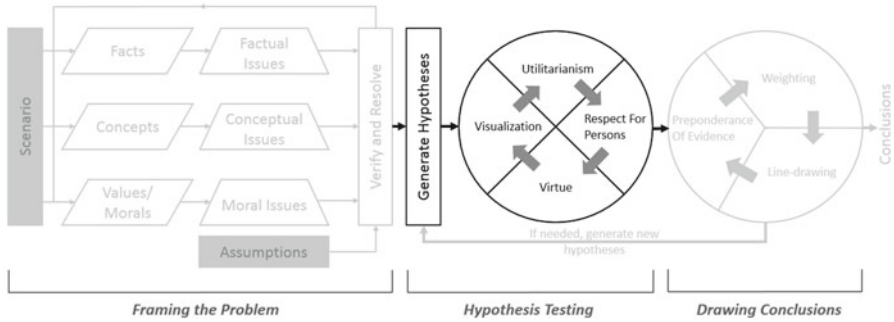 Scenario
Facts
Factual
Issues
Concepts
Conceptual
Issues
Values/
Morals
Moral Issues
Assumptions
Verify and Resolve
Generate Hypotheses
Utilitarianism
Respect For
Persons
Visualization
Virtue
Weighting
Preponderance
Of Evidence
Line-drawing
Conclusions
If needed, generate new
hypotheses
Framing the Problem
Hypothesis Testing
Drawing Conclusions